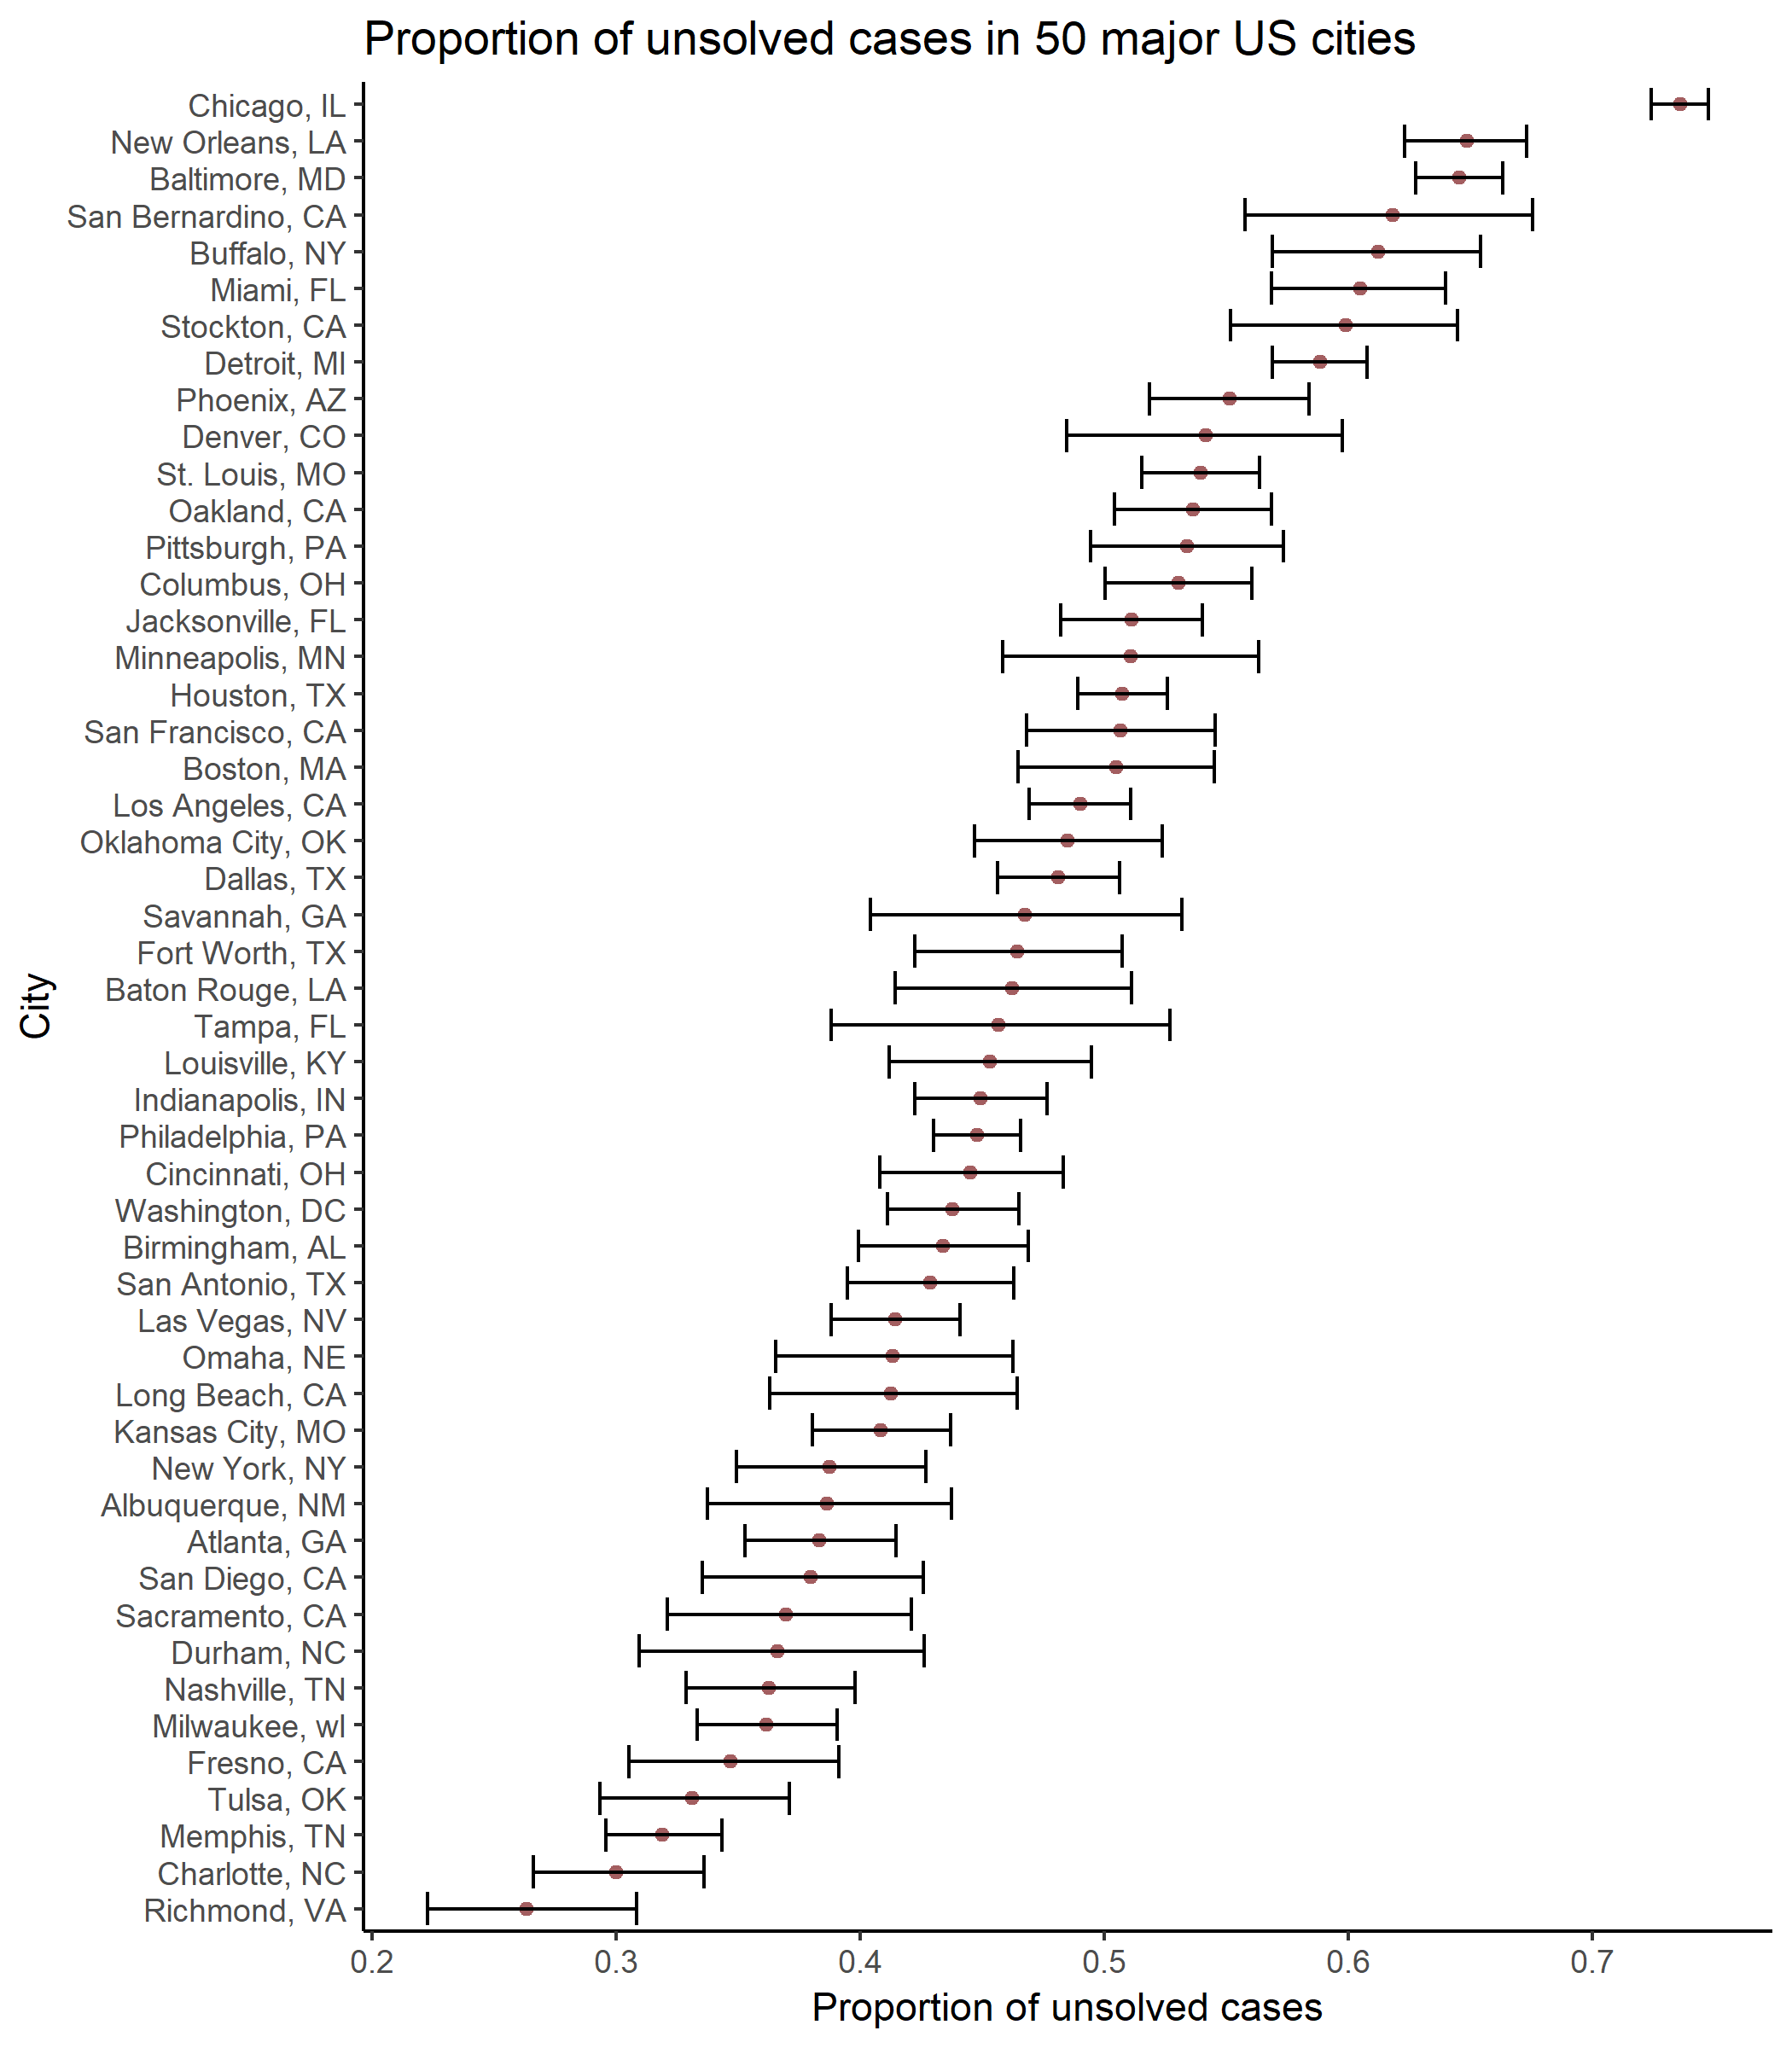 Proportion of unsolved cases in 50 major US cities
Chicago, IL
New Orleans, LA
Baltimore, MD
San Bernardino, CA
Buffalo, NY
Miami, FL
Stockton, CA
Detroit, MI
Phoenix, AZ
Denver, CO
St. Louis, MO
Oakland, CA
Pittsburgh, PA
Columbus, OH
Jacksonville, FL
Minneapolis, MN
Houston, TX
San Francisco, CA
Boston, MA
Los Angeles, CA
Oklahoma City, OK
Dallas, TX
Savannah, GA
Fort Worth, TX
Baton Rouge, LA
Tampa, FL
Louisville, KY
Indianapolis, IN
Philadelphia, PA
Cincinnati, OH
Washington, DC
Birmingham, AL
San Antonio, TX
Las Vegas, NV
Omaha, NE
Long Beach, CA
Kansas City, MO
New York, NY
Albuquerque, NM
Atlanta, GA
San Diego, CA
Sacramento, CA
Durham, NC
Nashville, TN
Milwaukee, wI
Fresno, CA
Tulsa, OK
Memphis, TN
Charlotte, NC
Richmond, VA
City
0.2 0.3 0.4 0.5 0.6 0.7
Proportion of unsolved cases